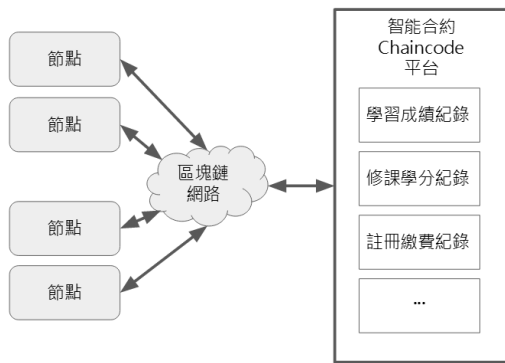 節點
節點
節點
節點
區塊鏈
網路
智能合約
Chaincode
平台
學習成績紀錄
修課學分紀錄
註冊繳費紀錄
...